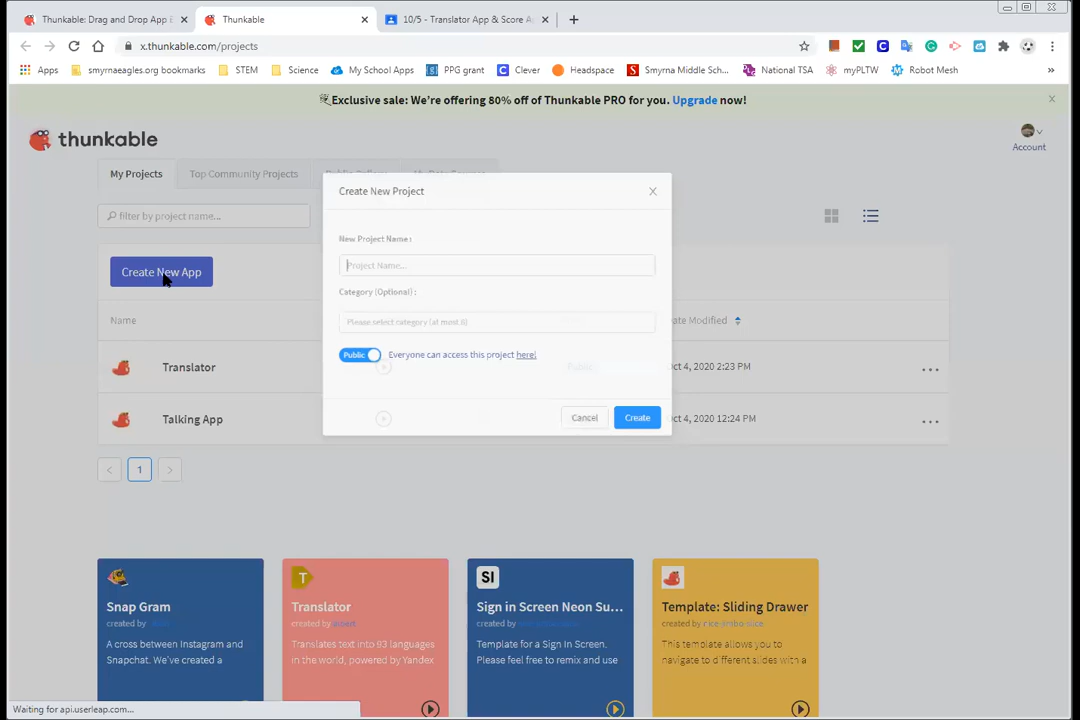 Thunkable: Drag and Drop App
Thunkable
10/5 - Translator App & Score
x.thunkable.com/projects
Apps
smyrnaeagles.org bookmarks
STEM
Science
My School Apps
PPG grant
Clever
Headspace
Smyrna Middle Sch...
National TSA
myPLTW
Robot Mesh
»
Exclusive sale: We're offering 80% off of Thunkable PRO for you. Upgrade now!
thunkable
Account
My Projects
Top Community Projects
filter by project name...
Create New App
Create New Project
New Project Name:
Project Name...
Category (Optional) :
Please select category (at most 6)
Public
Everyone can access this project here!
Cancel
Create
Name
Date Modified
Translator
Public
Oct 4, 2020 2:23 PM
Talking App
Oct 4, 2020 12:24 PM
1
Snap Gram
created by
A cross between Instagram and
Snapchat. We've created a
T
Translator
created by
Translates text into 93 languages
in the world, powered by Yandex
SI
Sign in Screen Neon Su...
created by
Template for a Sign In Screen.
Please feel free to remix and use
Template: Sliding Drawer
created by
This template allows you to
navigate to different slides with a
Waiting for api.userleap.com...